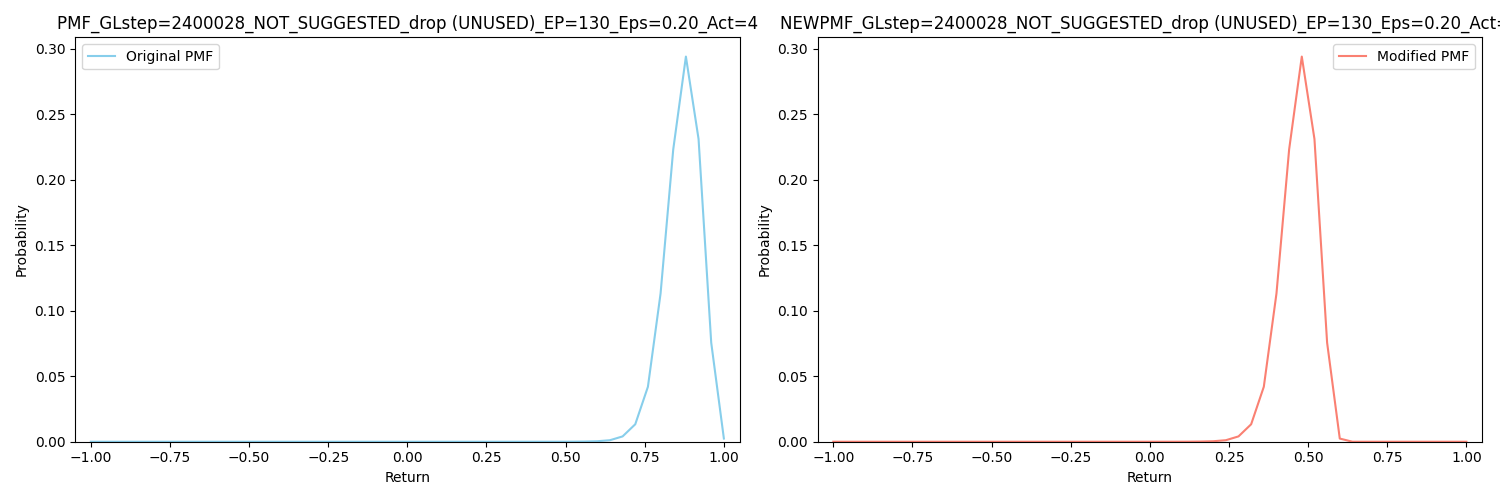 PMF_GLstep=2400028_NOT_SUGGESTED_drop (UNUSED)_EP=130_Eps=0.20_Act=4
Original PMF
0.30
0.25
0.20
0.15
0.10
0.05
0.00
Probability
−1.00 −0.75 −0.50 −0.25 0.00 0.25 0.50 0.75 1.00
Return
NEWPMF_GLstep=2400028_NOT_SUGGESTED_drop (UNUSED)_EP=130_Eps=0.20_Act=
Modified PMF
0.30
0.25
0.20
0.15
0.10
0.05
0.00
Probability
−1.00 −0.75 −0.50 −0.25 0.00 0.25 0.50 0.75 1.00
Return